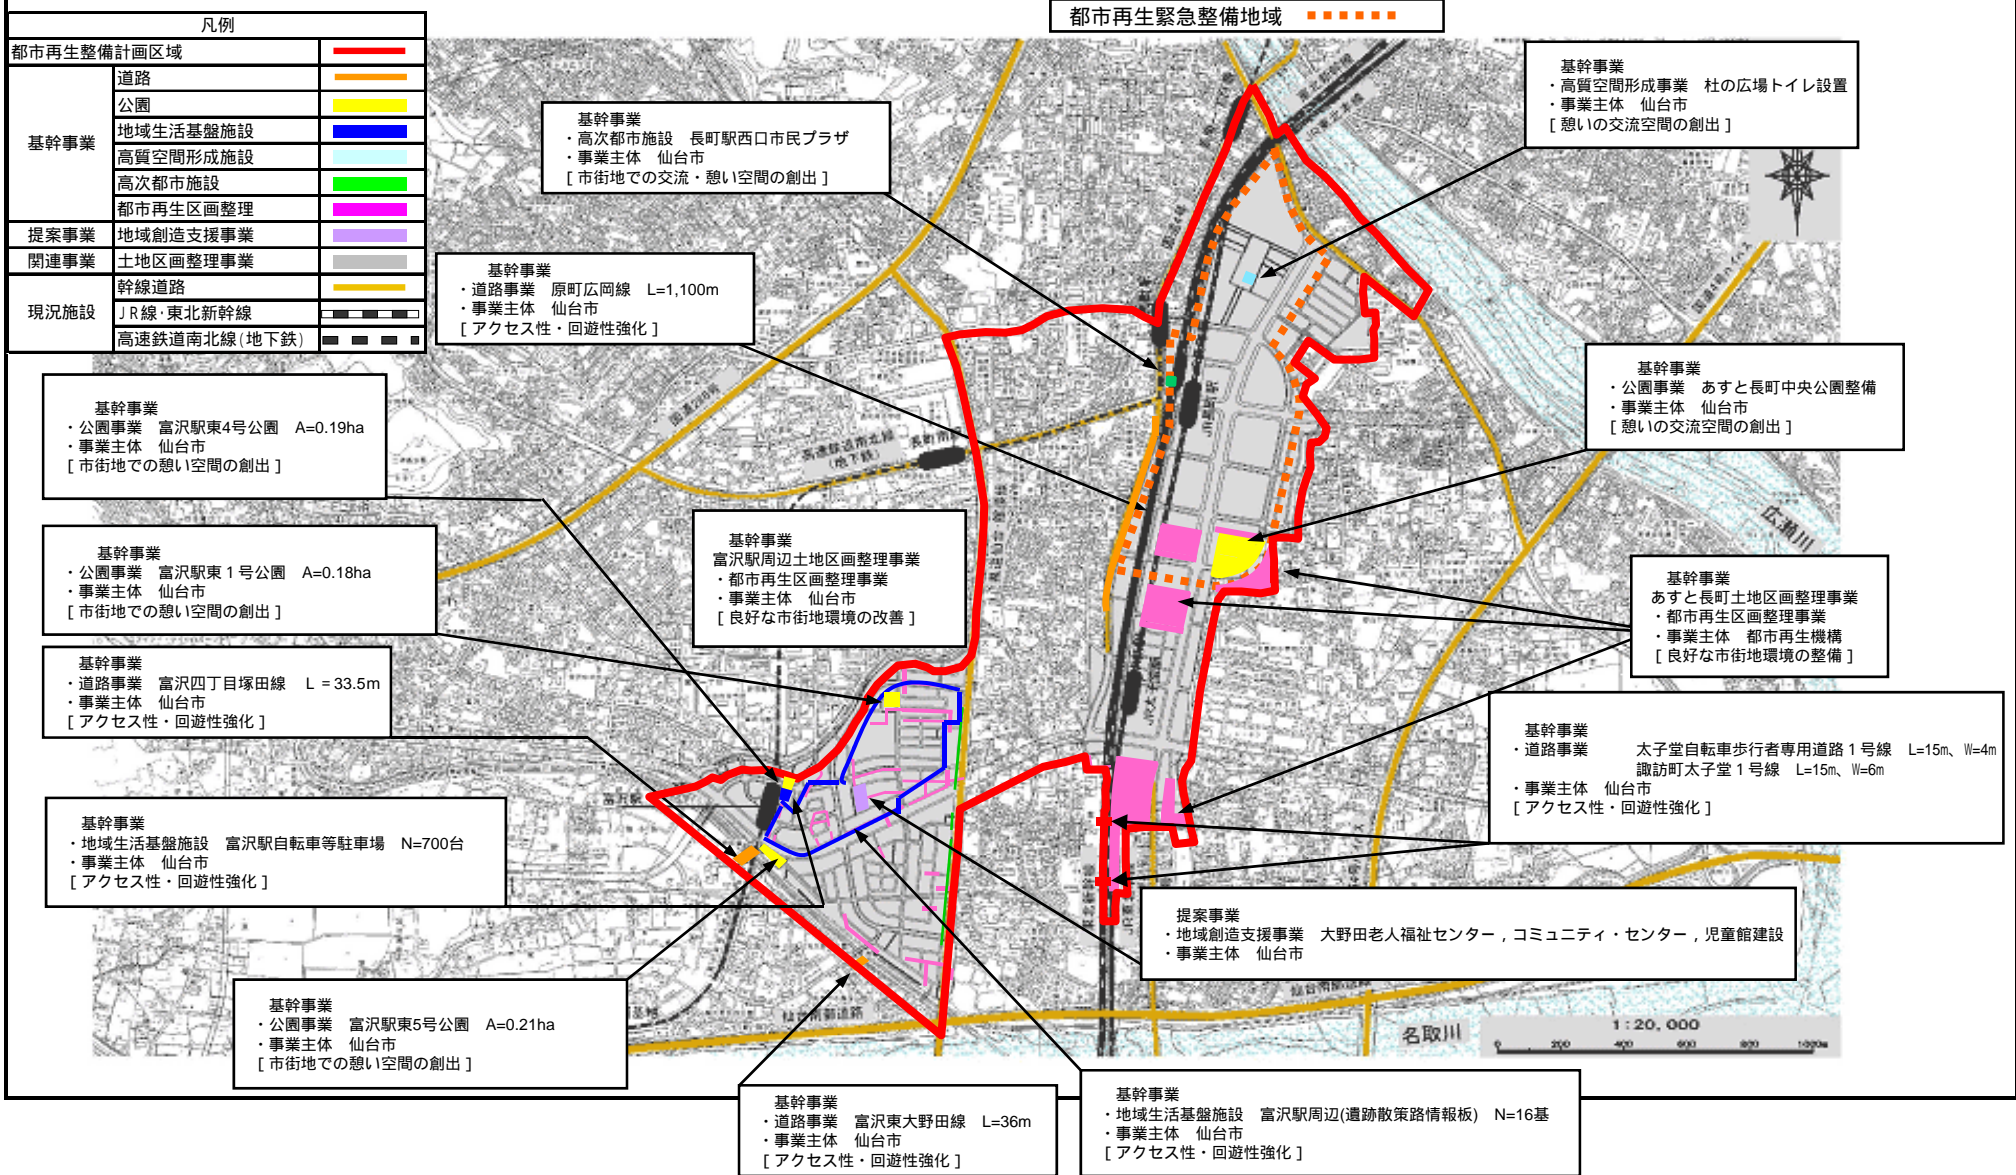 都市再生緊急整備地域
凡例
都市再生整備計画区域
基幹事業
道路
公園
地域生活基盤施設
高質空間形成施設
高次都市施設
都市再生区画整理
提案事業
地域創造支援事業
関連事業
土地区画整理事業
現況施設
幹線道路
JR線･東北新幹線
高速鉄道南北線(地下鉄)
基幹事業
・高質空間形成事業　杜の広場トイレ設置
・事業主体　仙台市
[ 憩いの交流空間の創出 ]
基幹事業
・高次都市施設　長町駅西口市民プラザ
・事業主体　仙台市
[ 市街地での交流・憩い空間の創出 ]
基幹事業
・道路事業　原町広岡線　L=1,100m
・事業主体　仙台市
[ アクセス性・回遊性強化 ]
基幹事業
・公園事業　あすと長町中央公園整備
・事業主体　仙台市
[ 憩いの交流空間の創出 ]
基幹事業
・公園事業　富沢駅東4号公園　A=0.19ha
・事業主体　仙台市
[ 市街地での憩い空間の創出 ]
高速鉄道南北線
(地下鉄)
長町南駅
広瀬川
基幹事業
富沢駅周辺土地区画整理事業
・都市再生区画整理事業
・事業主体　仙台市
[ 良好な市街地環境の改善 ]
基幹事業
・公園事業　富沢駅東１号公園　A=0.18ha
・事業主体　仙台市
[ 市街地での憩い空間の創出 ]
基幹事業
あすと長町土地区画整理事業
・都市再生区画整理事業
・事業主体　都市再生機構
[ 良好な市街地環境の整備 ]
基幹事業
・道路事業　富沢四丁目塚田線　L = 33.5m
・事業主体　仙台市
[ アクセス性・回遊性強化 ]
基幹事業
・道路事業　太子堂自転車歩行者専用道路１号線　L=15m、W=4m
諏訪町太子堂１号線　L=15m、W=6m
・事業主体　仙台市
[ アクセス性・回遊性強化 ]
富沢駅
基幹事業
・地域生活基盤施設　富沢駅自転車等駐車場　N=700台
・事業主体　仙台市
[ アクセス性・回遊性強化 ]
提案事業
・地域創造支援事業　大野田老人福祉センター , コミュニティ・センター , 児童館建設
・事業主体　仙台市
基幹事業
・公園事業　富沢駅東5号公園　A=0.21ha
・事業主体　仙台市
[ 市街地での憩い空間の創出 ]
仙台南部道路
名取川
1:20,000
0 200 400 600 800 1000m
基幹事業
・道路事業　富沢東大野田線　L=36m
・事業主体　仙台市
[ アクセス性・回遊性強化 ]
基幹事業
・地域生活基盤施設　富沢駅周辺(遺跡散策路情報板)　N=16基
・事業主体　仙台市
[ アクセス性・回遊性強化 ]